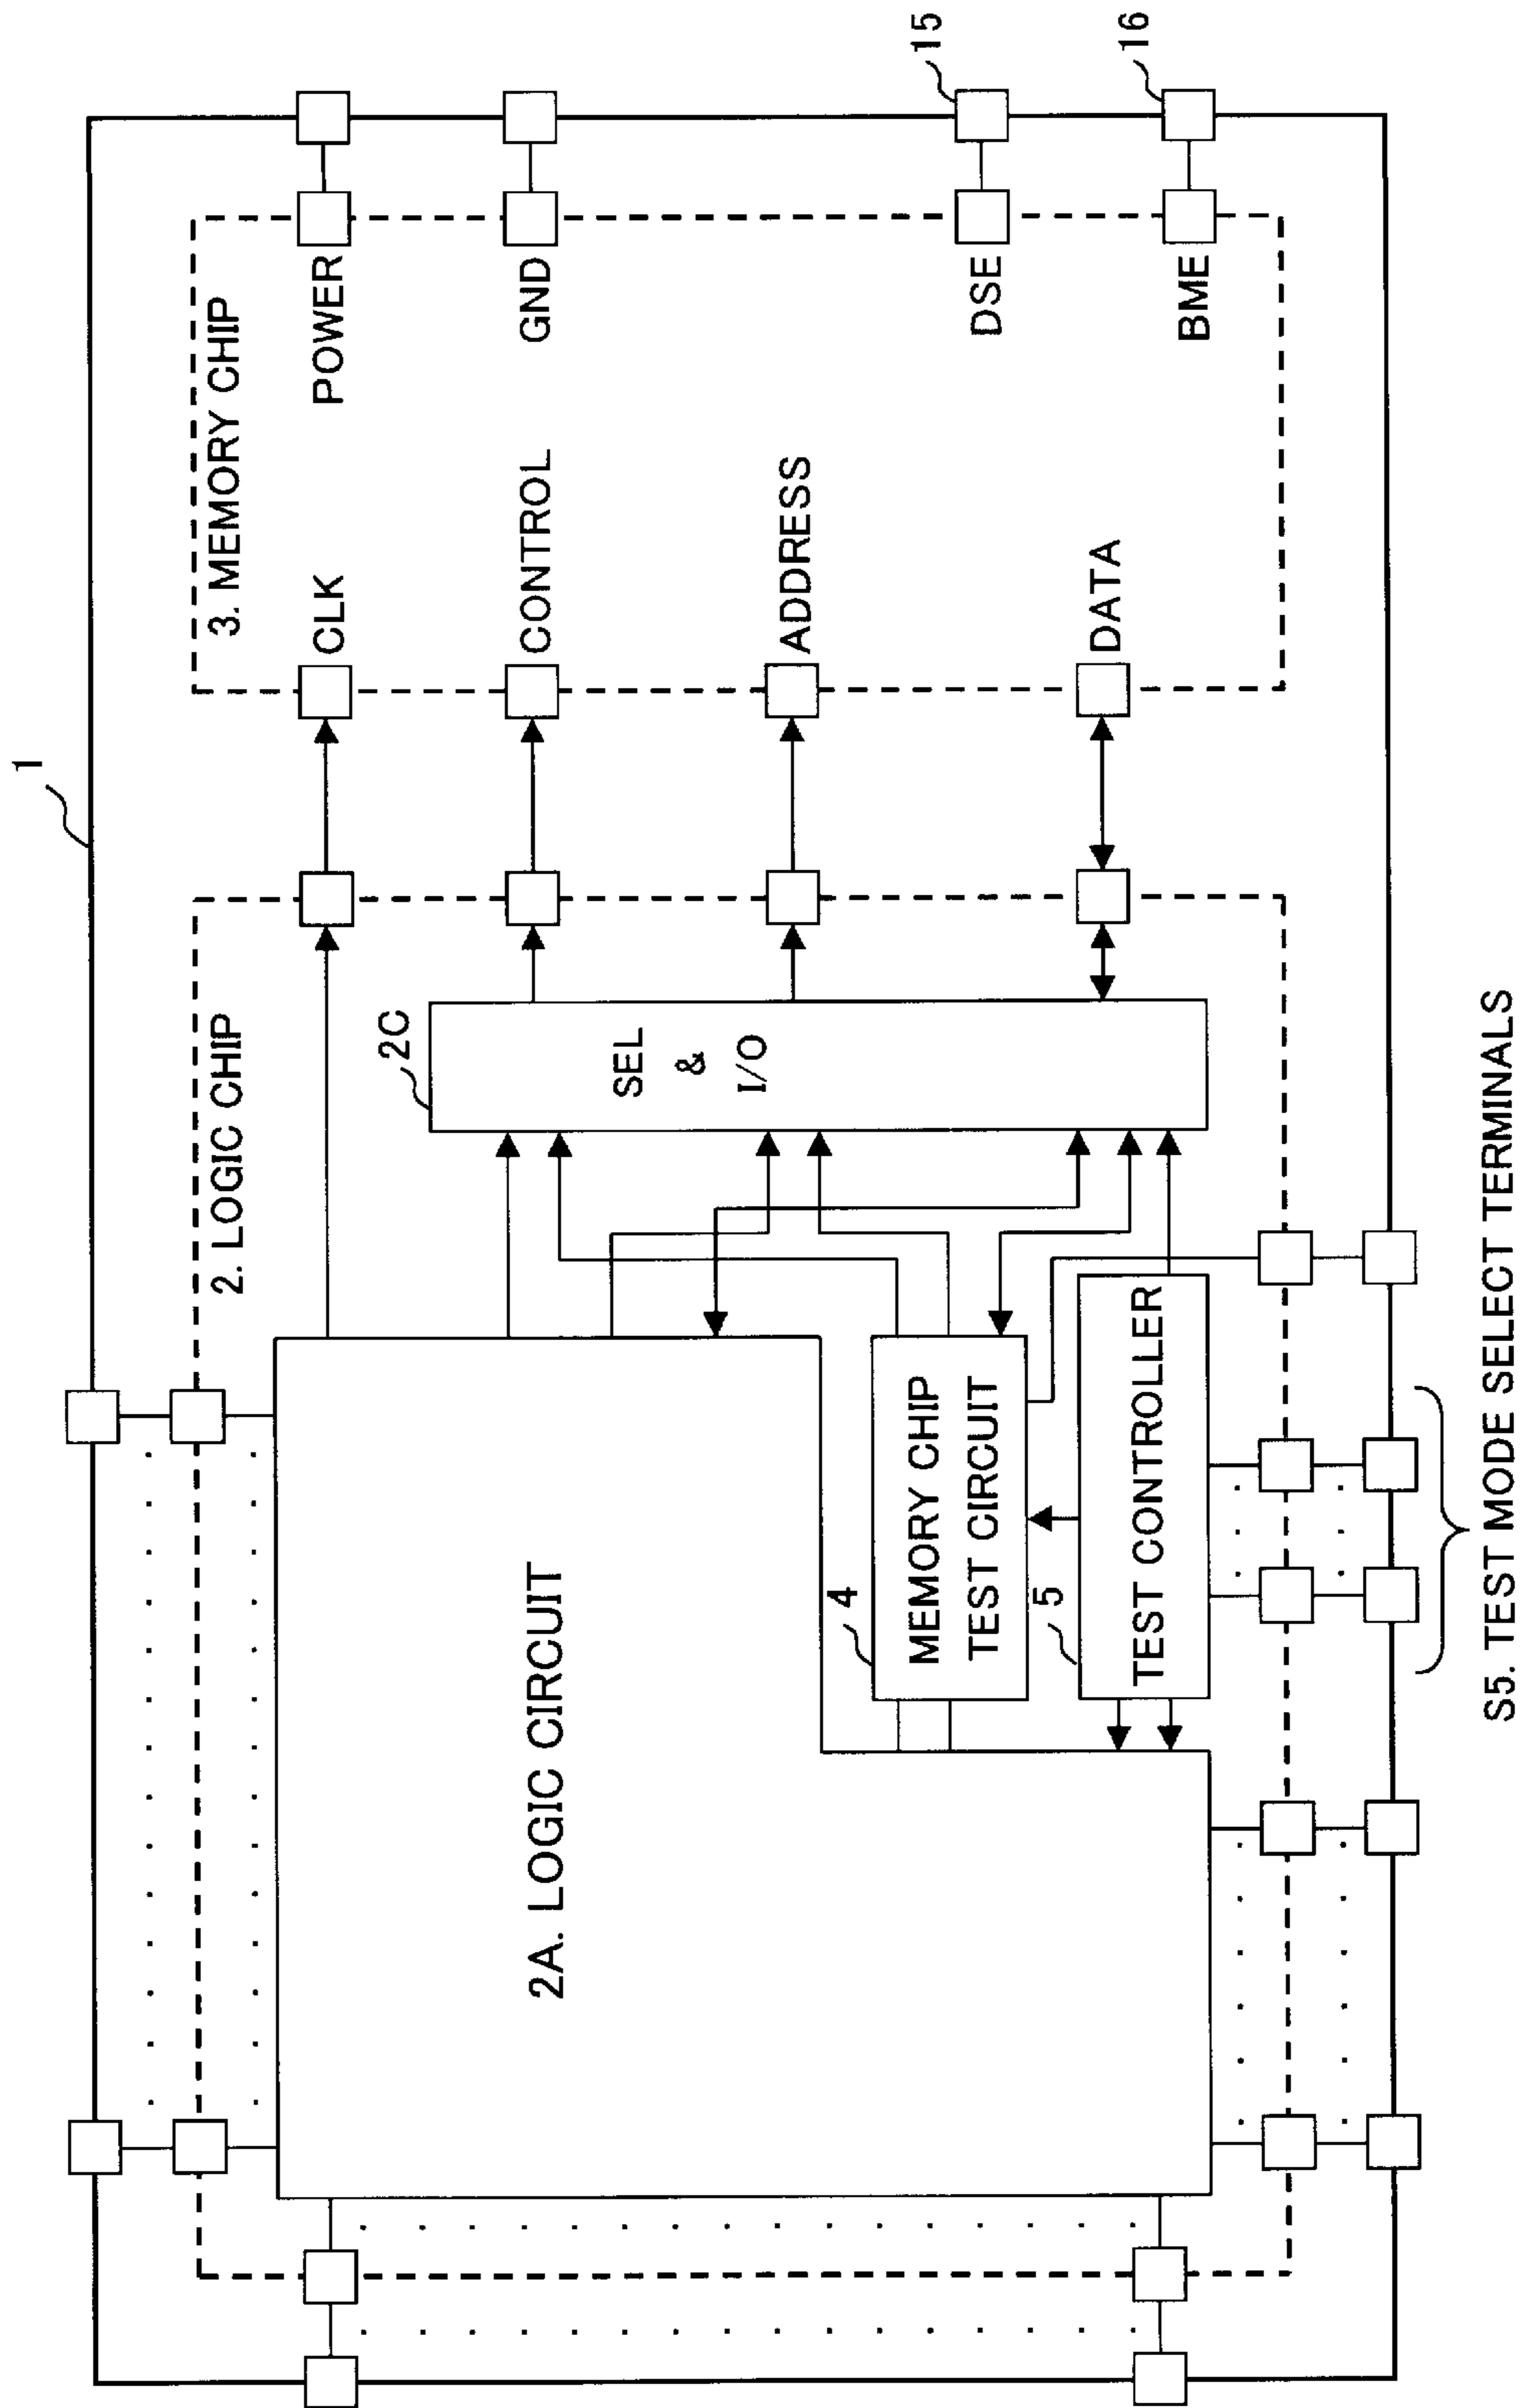 1
2. LOGIC CHIP
3. MEMORY CHIP
2A. LOGIC CIRCUIT
2C
SEL
&
I/O
CLK
CONTROL
ADDRESS
DATA
POWER
GND
DSE
BME
15
16
4
MEMORY CHIP
TEST CIRCUIT
5
TEST CONTROLLER
S5. TEST MODE SELECT TERMINALS